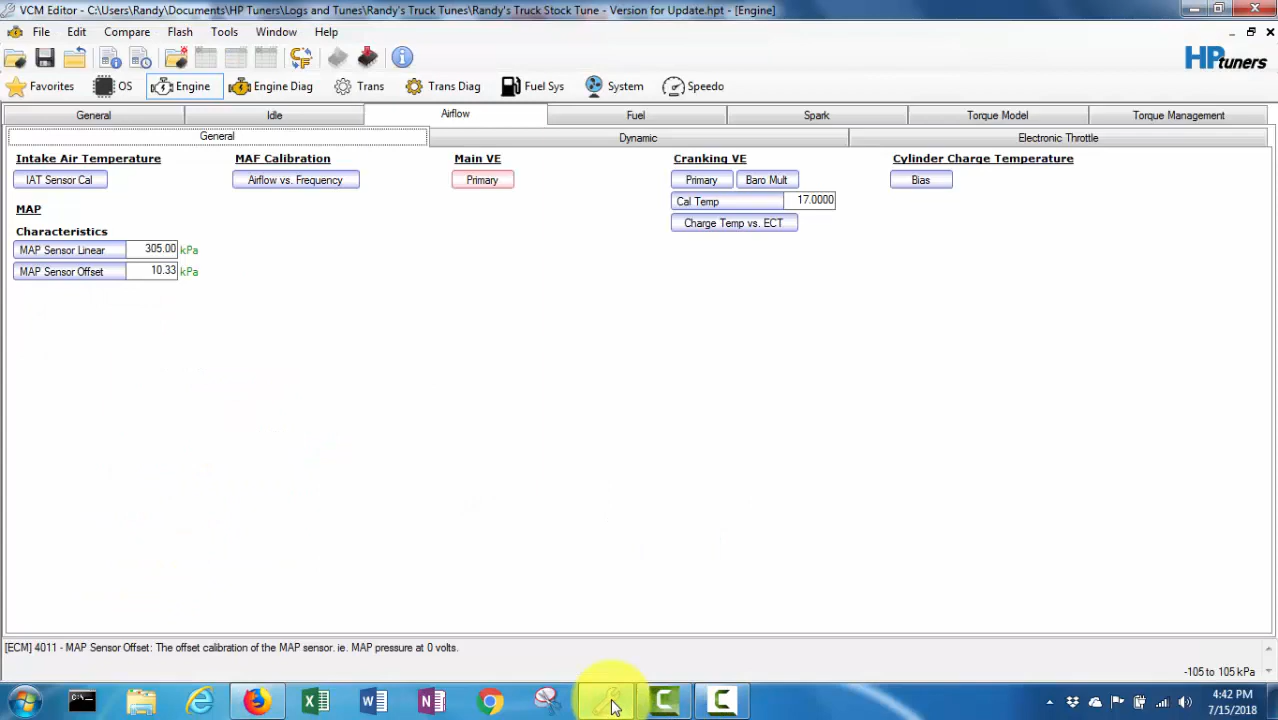 VCM Editor - C:\Users\Randy\Documents\HP Tuners\Logs and Tunes\Randy's Truck Tunes\Randy's Truck Stock Tune - Version for Update.hpt - [Engine]
File Edit Compare Flash Tools Window Help
HPtuners
Favorites OS Engine Engine Diag Trans Trans Diag Fuel Sys System Speedo
General Idle Airflow Fuel Spark Torque Model Torque Management
General Dynamic Electronic Throttle
Intake Air Temperature MAF Calibration Main VE Cranking VE Cylinder Charge Temperature
IAT Sensor Cal Airflow vs. Frequency Primary Primary Baro Mult Bias
Cal Temp 17.0000
MAP
Charge Temp vs. ECT
Characteristics
MAP Sensor Linear 305.00 kPa
MAP Sensor Offset 10.33 kPa
[ECM] 4011 - MAP Sensor Offset: The offset calibration of the MAP sensor. ie. MAP pressure at 0 volts.
-105 to 105 kPa
4:42 PM
7/15/2018